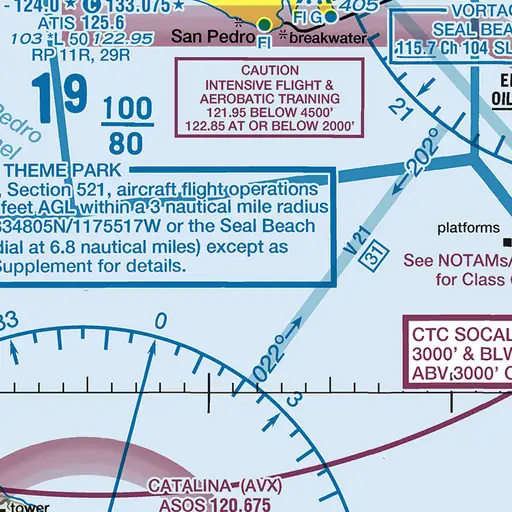 124.0 ★ C 133.075 ★
ATIS 125.6
103 *L 50 122.95
RP 11R, 29R
405
FI G
San Pedro
FI
breakwater
VORTAC
SEAL BEA
115.7 Ch 104 SL
19
100
80
CAUTION
INTENSIVE FLIGHT &
AEROBATIC TRAINING
121.95 BELOW 4500'
122.85 AT OR BELOW 2000'
21
OIL
202°
THEME PARK
, Section 521, aircraft flight operations
feet AGL within a 3 nautical mile radius
334805N/1175517W or the Seal Beach
dial at 6.8 nautical miles) except as
Supplement for details.
V 21
31
platforms
See NOTAMs/
for Class
33
0
022°
3
CTC SOCAL
3000' & BLW
ABV 3000'
CATALINA (AVX)
ASOS 120.675
tower